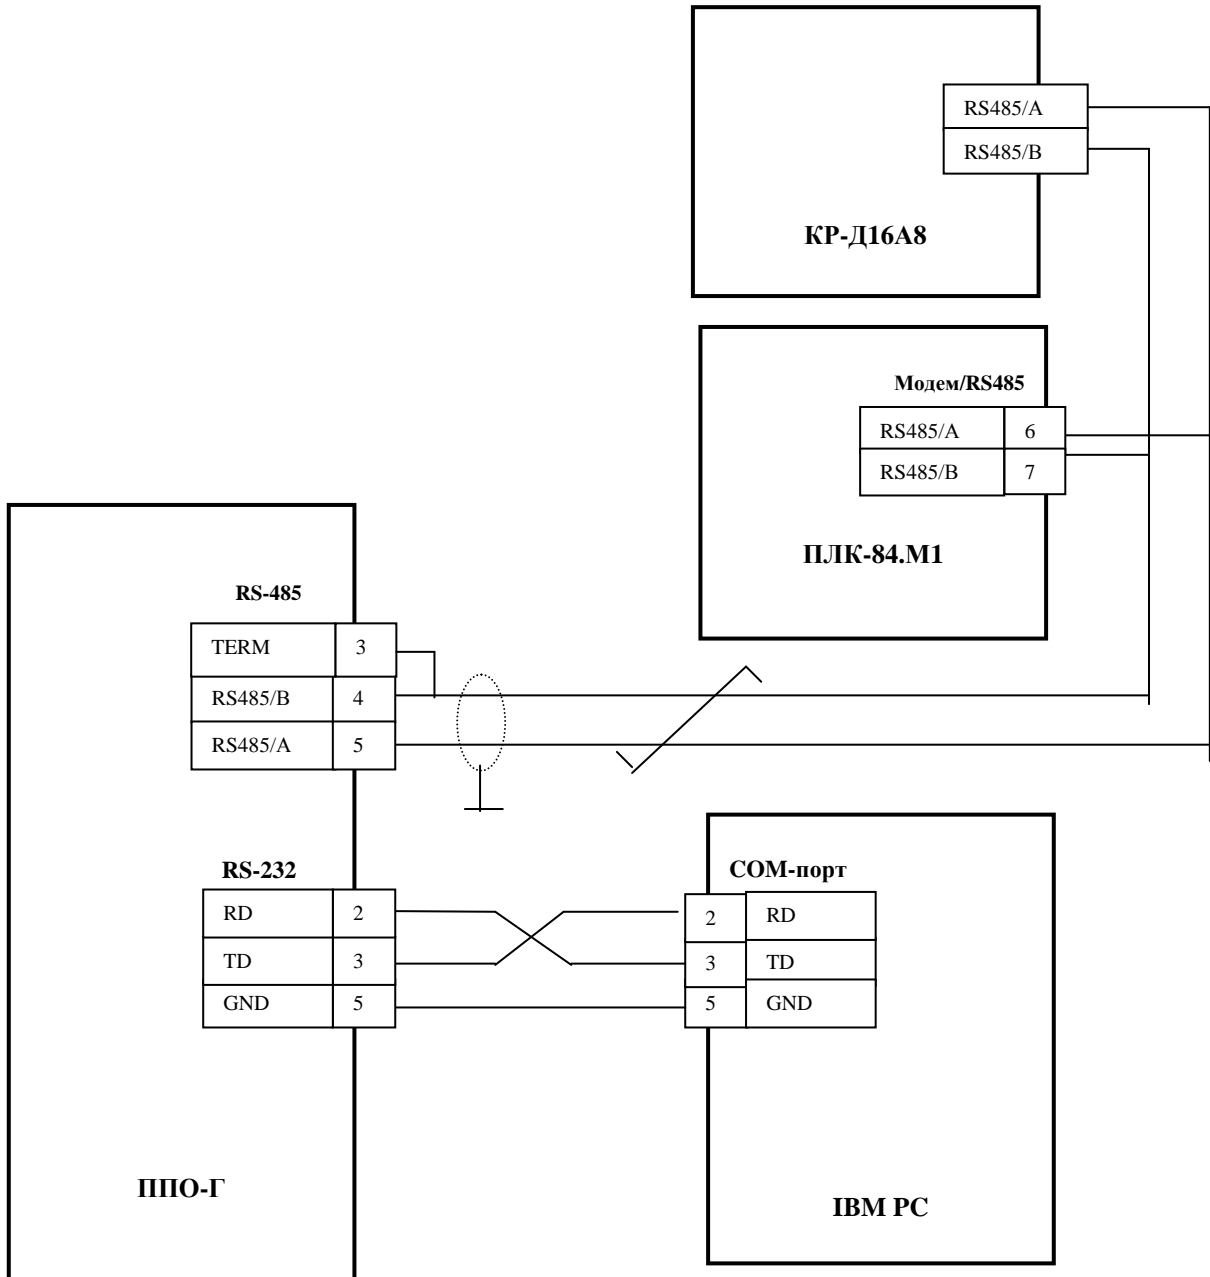 RS485/A
RS485/B
КР-Д16А8
Модем/RS485
RS485/A 6
RS485/B 7
ПЛК-84.М1
RS-485
TERM 3
RS485/B 4
RS485/A 5
RS-232
RD 2
TD 3
GND 5
COM-порт
2 RD
3 TD
5 GND
ППО-Г
IBM PC